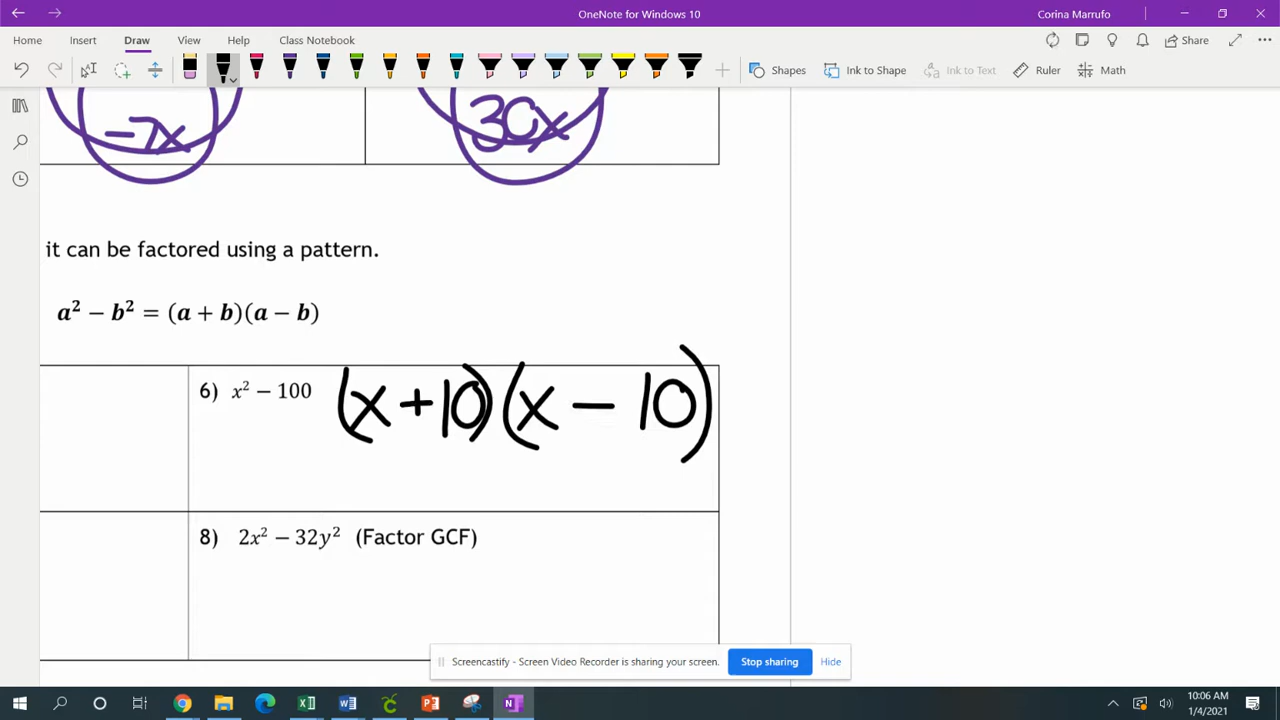 OneNote for Windows 10
Corina Marrufo
Home Insert Draw View Help Class Notebook
Share
Shapes Ink to Shape Ink to Text Ruler Math
-7x 30x
it can be factored using a pattern.
a² − b² = (a + b)(a − b)
6) x² − 100 (x + 10)(x − 10)
8) 2x² − 32y² (Factor GCF)
Screencastify - Screen Video Recorder is sharing your screen. Stop sharing Hide
10:06 AM
1/4/2021